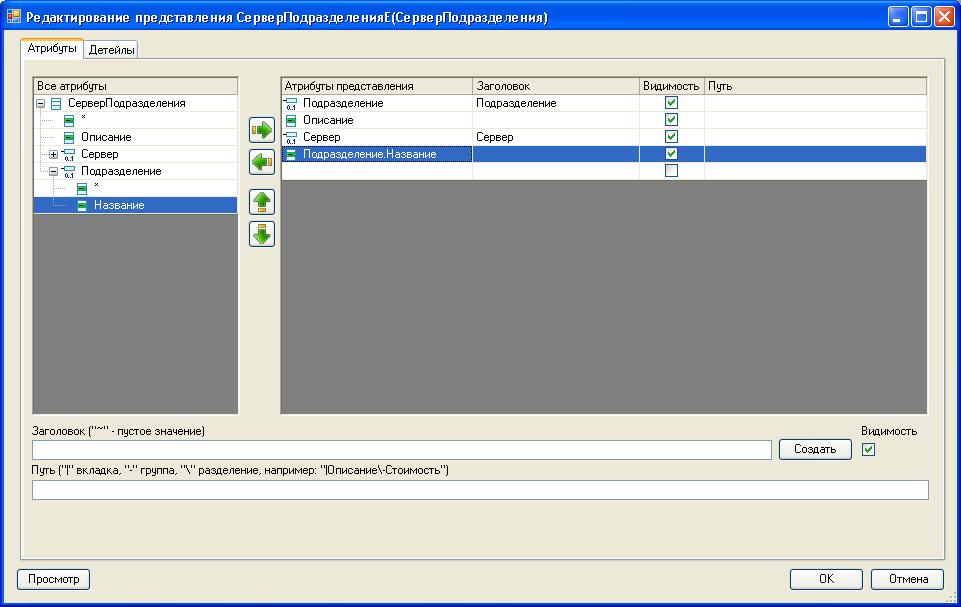 Редактирование представления СерверПодразделенияE(СерверПодразделения)
Атрибуты Детейлы
Все атрибуты
СерверПодразделения
*
Описание
Сервер
Подразделение
*
Название
Атрибуты представления Заголовок Видимость Путь
Подразделение Подразделение
Описание
Сервер Сервер
Подразделение.Название
Заголовок ("~" - пустое значение)
Видимость
Создать
Путь ("|" вкладка, "-" группа, "\" разделение, например: "|Описание\-Стоимость")
Просмотр OK Отмена